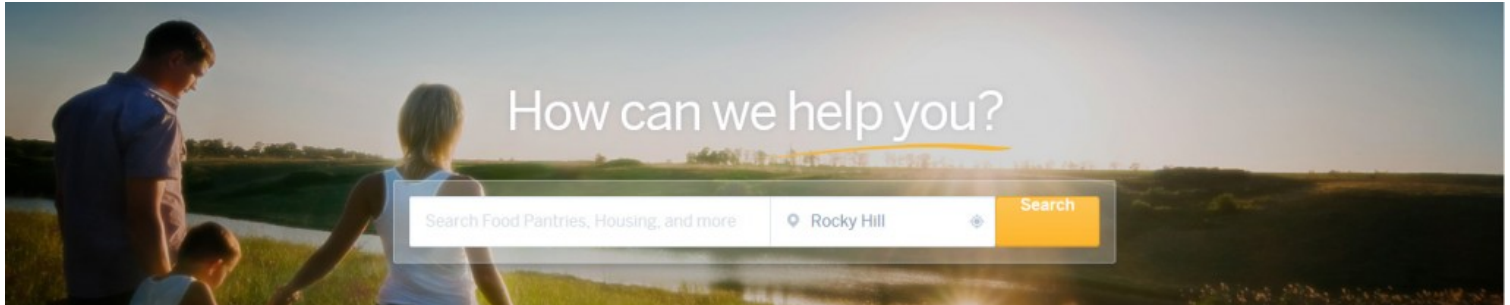 How can we help you?
Search Food Pantries, Housing, and more
Rocky Hill
Search